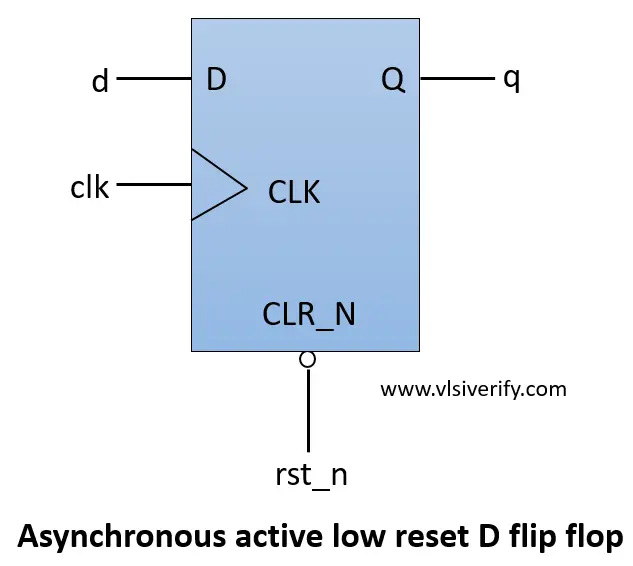 d D Q q
clk CLK
CLR_N
www.vlsiverify.com
rst_n
Asynchronous active low reset D flip flop